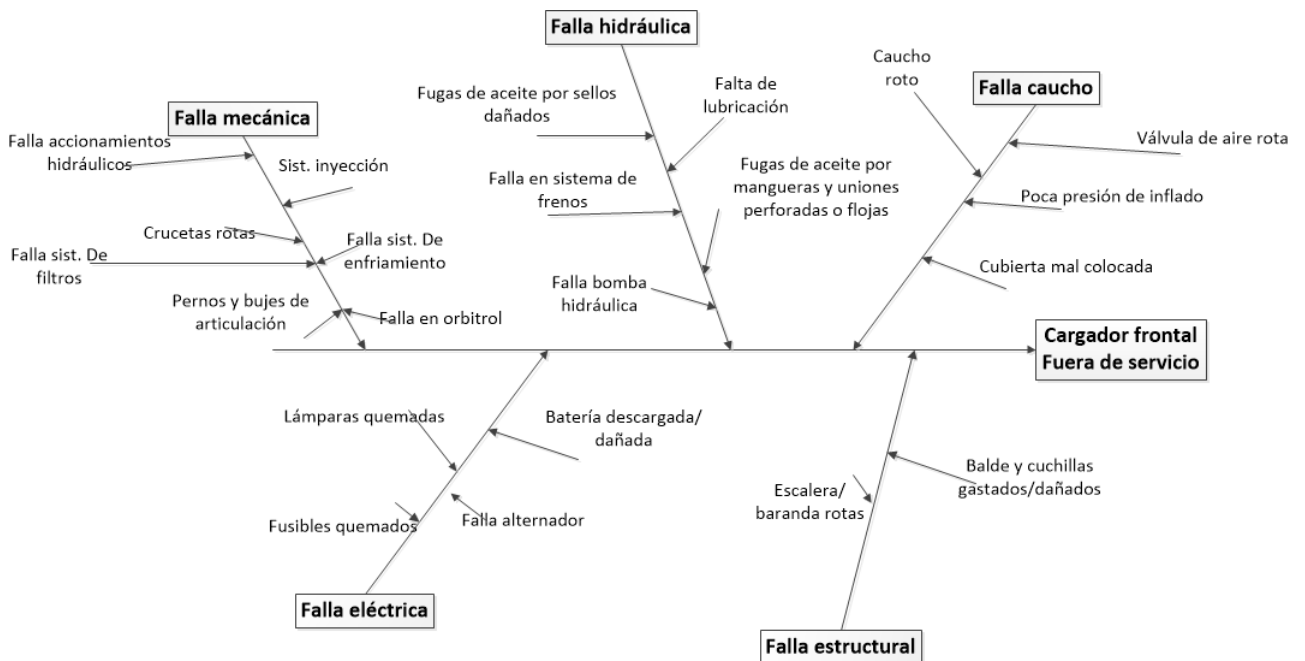 Falla hidráulica
Falla mecánica
Falla accionamientos
hidráulicos
Sist. inyección
Crucetas rotas
Falla sist. De
filtros
Falla sist. De
enfriamiento
Pernos y bujes de
articulación
Falla en orbitrol
Fugas de aceite por sellos
dañados
Falta de
lubricación
Falla en sistema de
frenos
Fugas de aceite por
mangueras y uniones
perforadas o flojas
Falla bomba
hidráulica
Caucho
roto
Falla caucho
Válvula de aire rota
Poca presión de inflado
Cubierta mal colocada
Cargador frontal
Fuera de servicio
Lámparas quemadas
Batería descargada/
dañada
Fusibles quemados
Falla alternador
Falla eléctrica
Escalera/
baranda rotas
Balde y cuchillas
gastados/dañados
Falla estructural